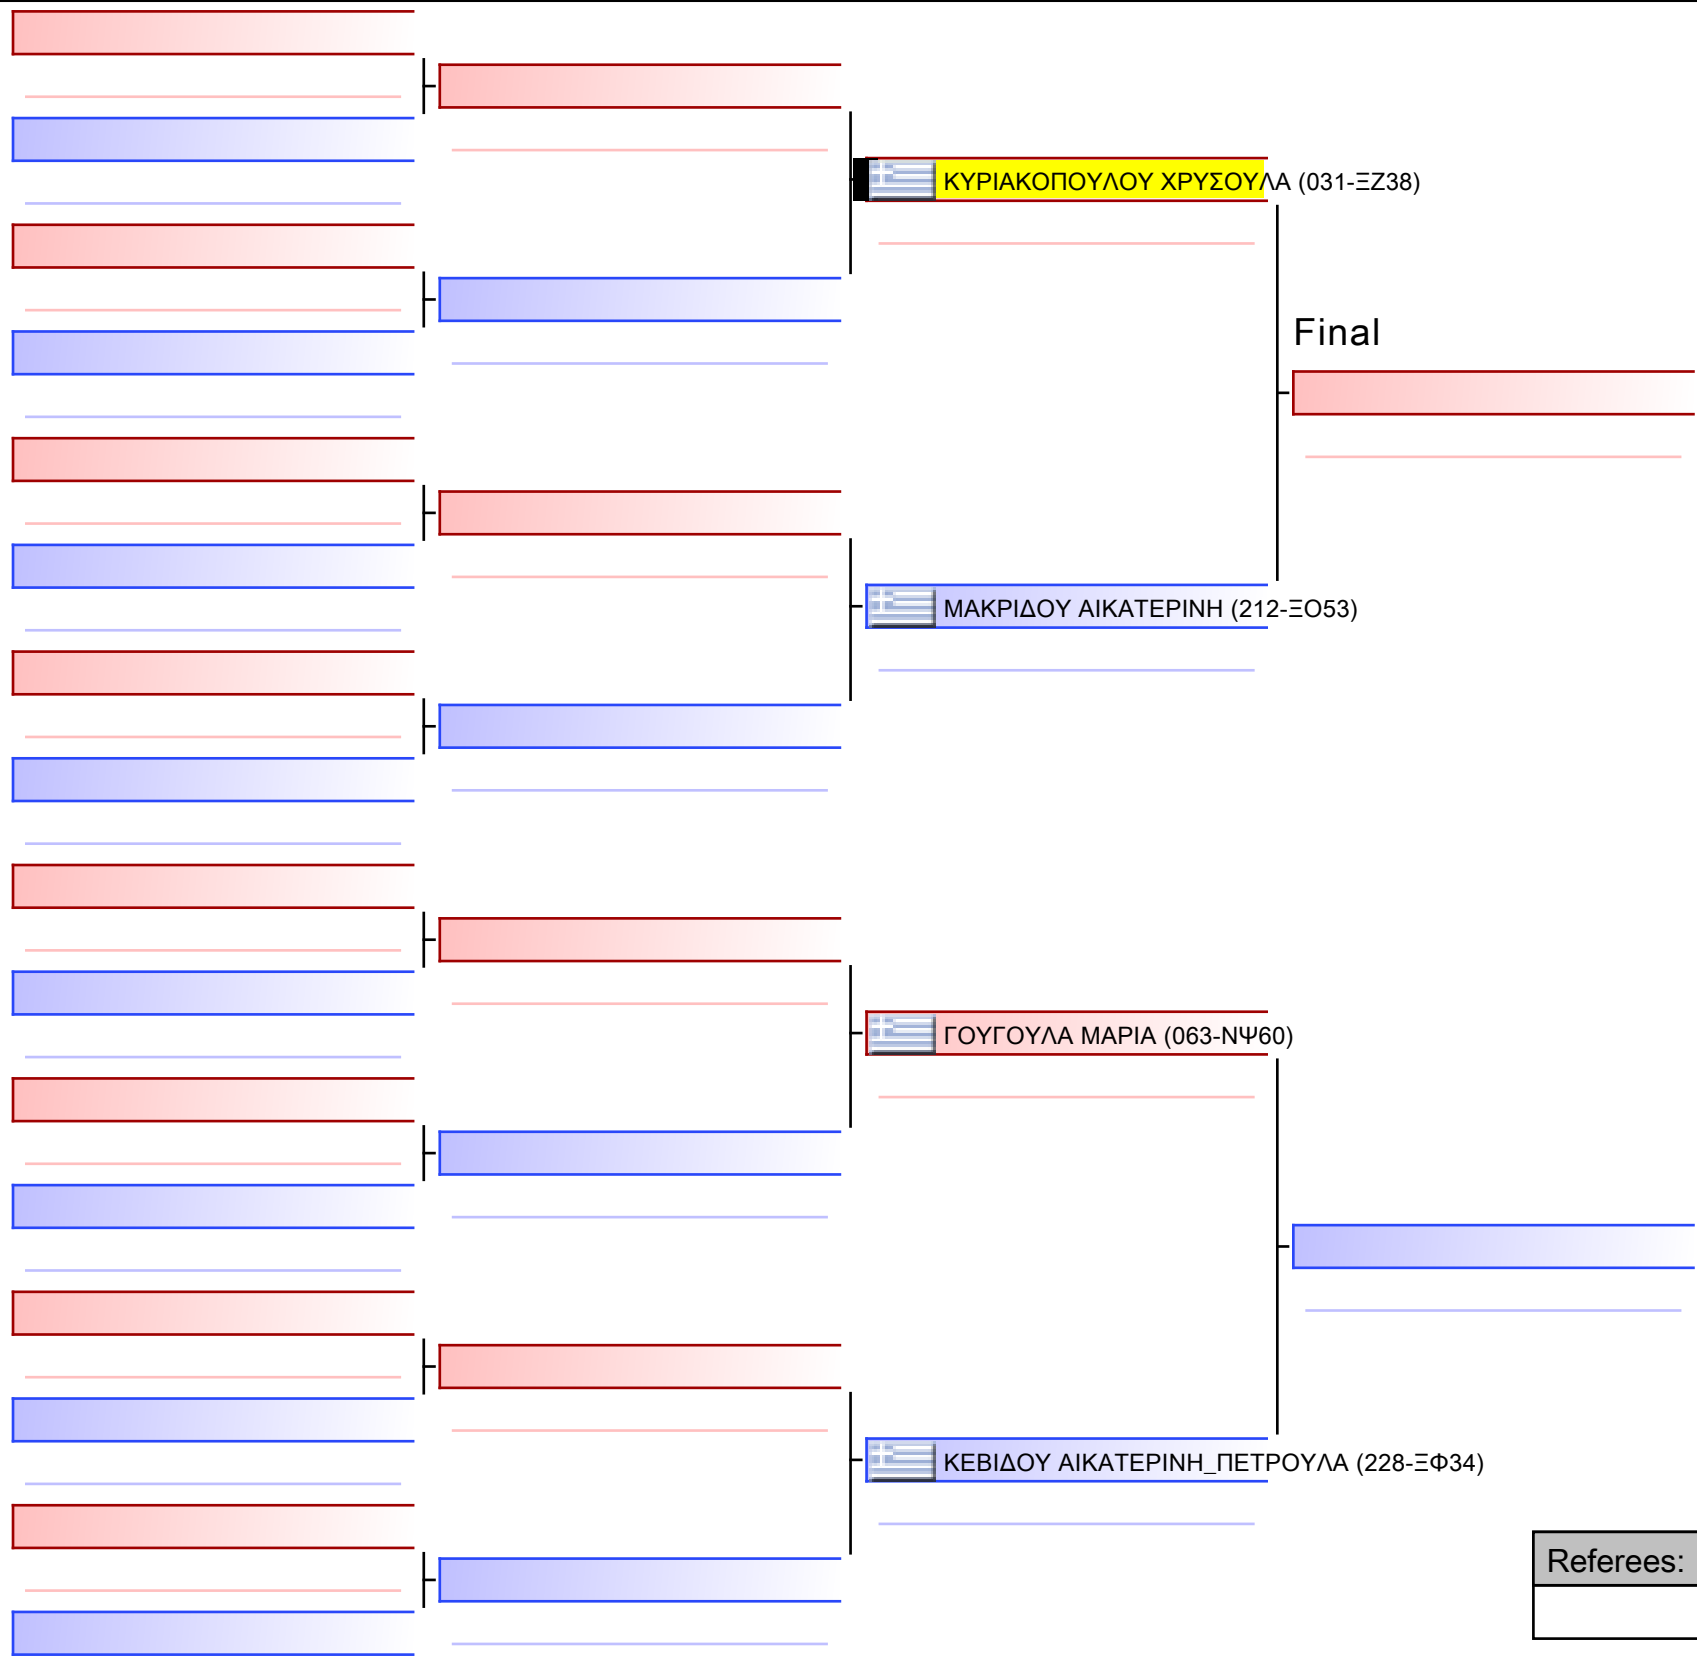 ΚΥΡΙΑΚΟΠΟΥΛΟΥ ΧΡΥΣΟΥΛΑ (031-ΞΖ38)
Final
ΜΑΚΡΙΔΟΥ ΑΙΚΑΤΕΡΙΝΗ (212-ΞΟ53)
ΓΟΥΓΟΥΛΑ ΜΑΡΙΑ (063-ΝΨ60)
ΚΕΒΙΔΟΥ ΑΙΚΑΤΕΡΙΝΗ_ΠΕΤΡΟΥΛΑ (228-ΞΦ34)
Referees: